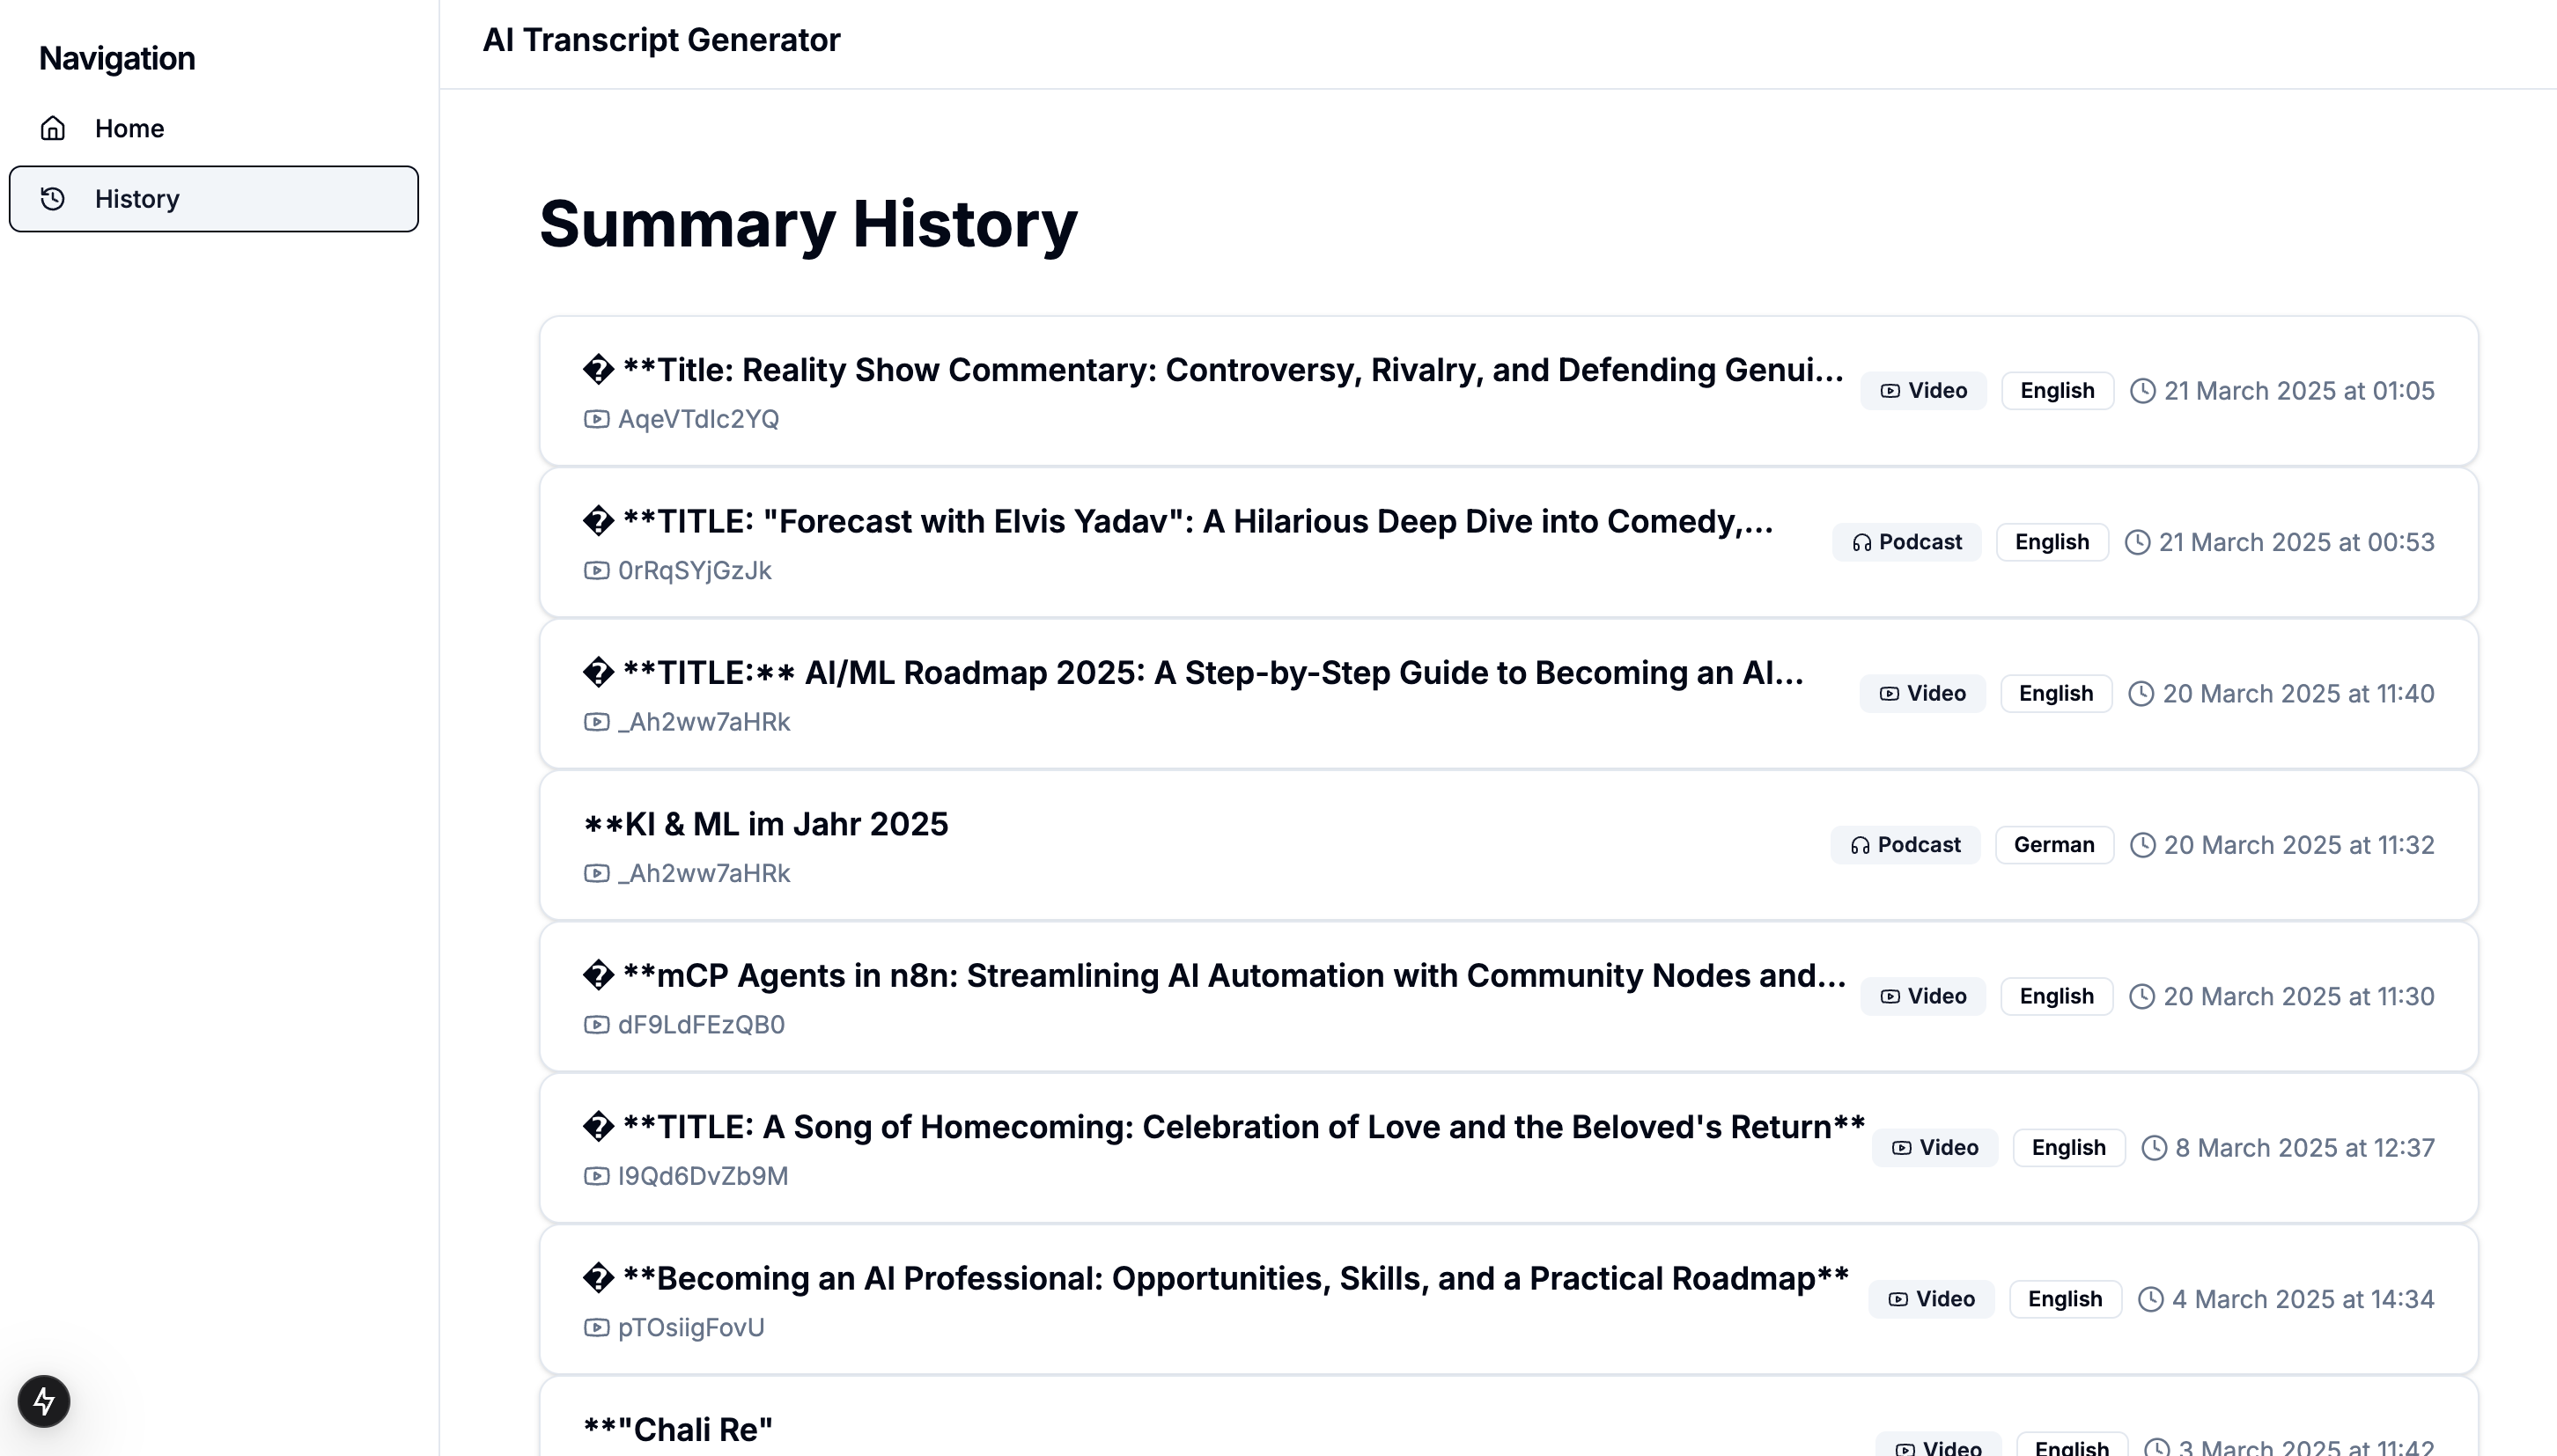 Navigation
Home
History
AI Transcript Generator
Summary History
� **Title: Reality Show Commentary: Controversy, Rivalry, and Defending Genui...
AqeVTdIc2YQ
Video
English
21 March 2025 at 01:05
� **TITLE: "Forecast with Elvis Yadav": A Hilarious Deep Dive into Comedy,...
0rRqSYjGzJk
Podcast
English
21 March 2025 at 00:53
� **TITLE:** AI/ML Roadmap 2025: A Step-by-Step Guide to Becoming an AI...
_Ah2ww7aHRk
Video
English
20 March 2025 at 11:40
**KI & ML im Jahr 2025
_Ah2ww7aHRk
Podcast
German
20 March 2025 at 11:32
� **mCP Agents in n8n: Streamlining AI Automation with Community Nodes and...
dF9LdFEzQB0
Video
English
20 March 2025 at 11:30
� **TITLE: A Song of Homecoming: Celebration of Love and the Beloved's Return**
I9Qd6DvZb9M
Video
English
8 March 2025 at 12:37
� **Becoming an AI Professional: Opportunities, Skills, and a Practical Roadmap**
pTOsiigFovU
Video
English
4 March 2025 at 14:34
**"Chali Re"
Video
English
3 March 2025 at 11:42